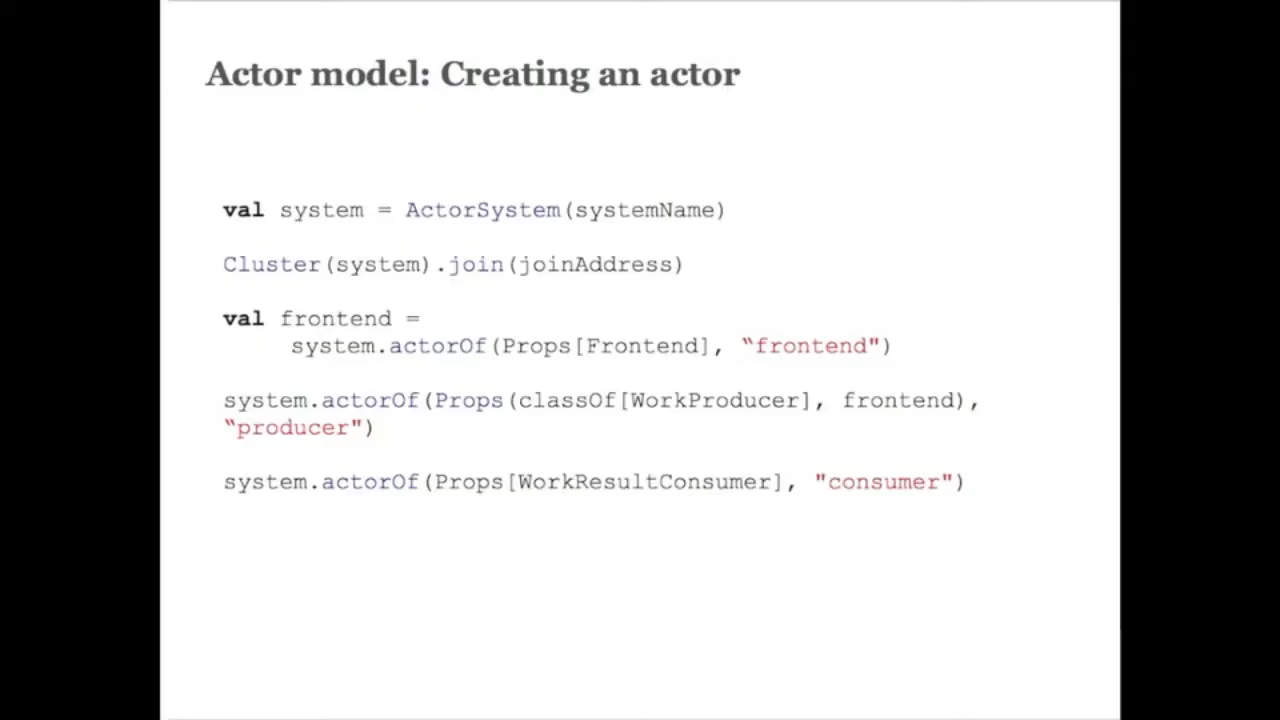 Actor model: Creating an actor
val system = ActorSystem(systemName)
Cluster(system).join(joinAddress)
val frontend =
system.actorOf(Props[Frontend], “frontend")
system.actorOf(Props(classOf[WorkProducer], frontend),
“producer")
system.actorOf(Props[WorkResultConsumer], "consumer")